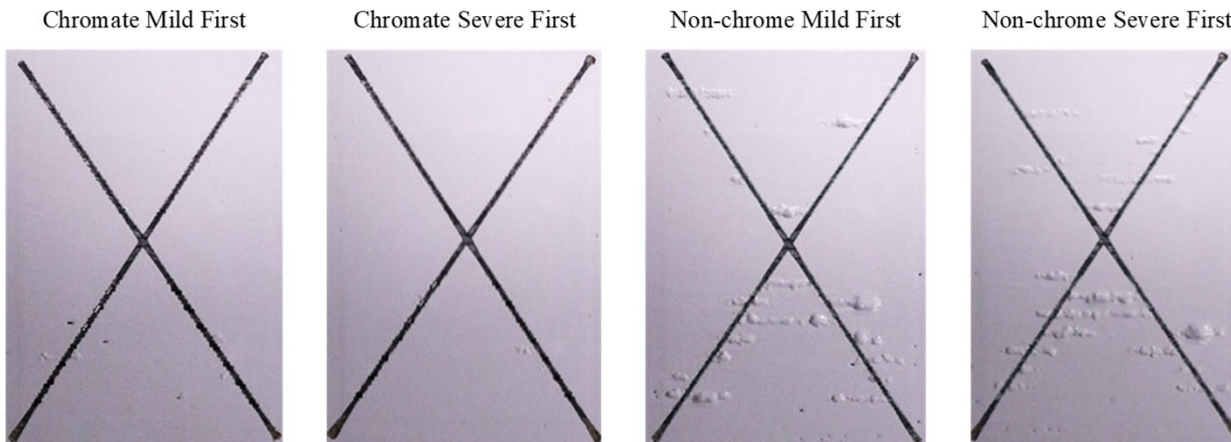 Chromate Mild First
Chromate Severe First
Non-chrome Mild First
Non-chrome Severe First